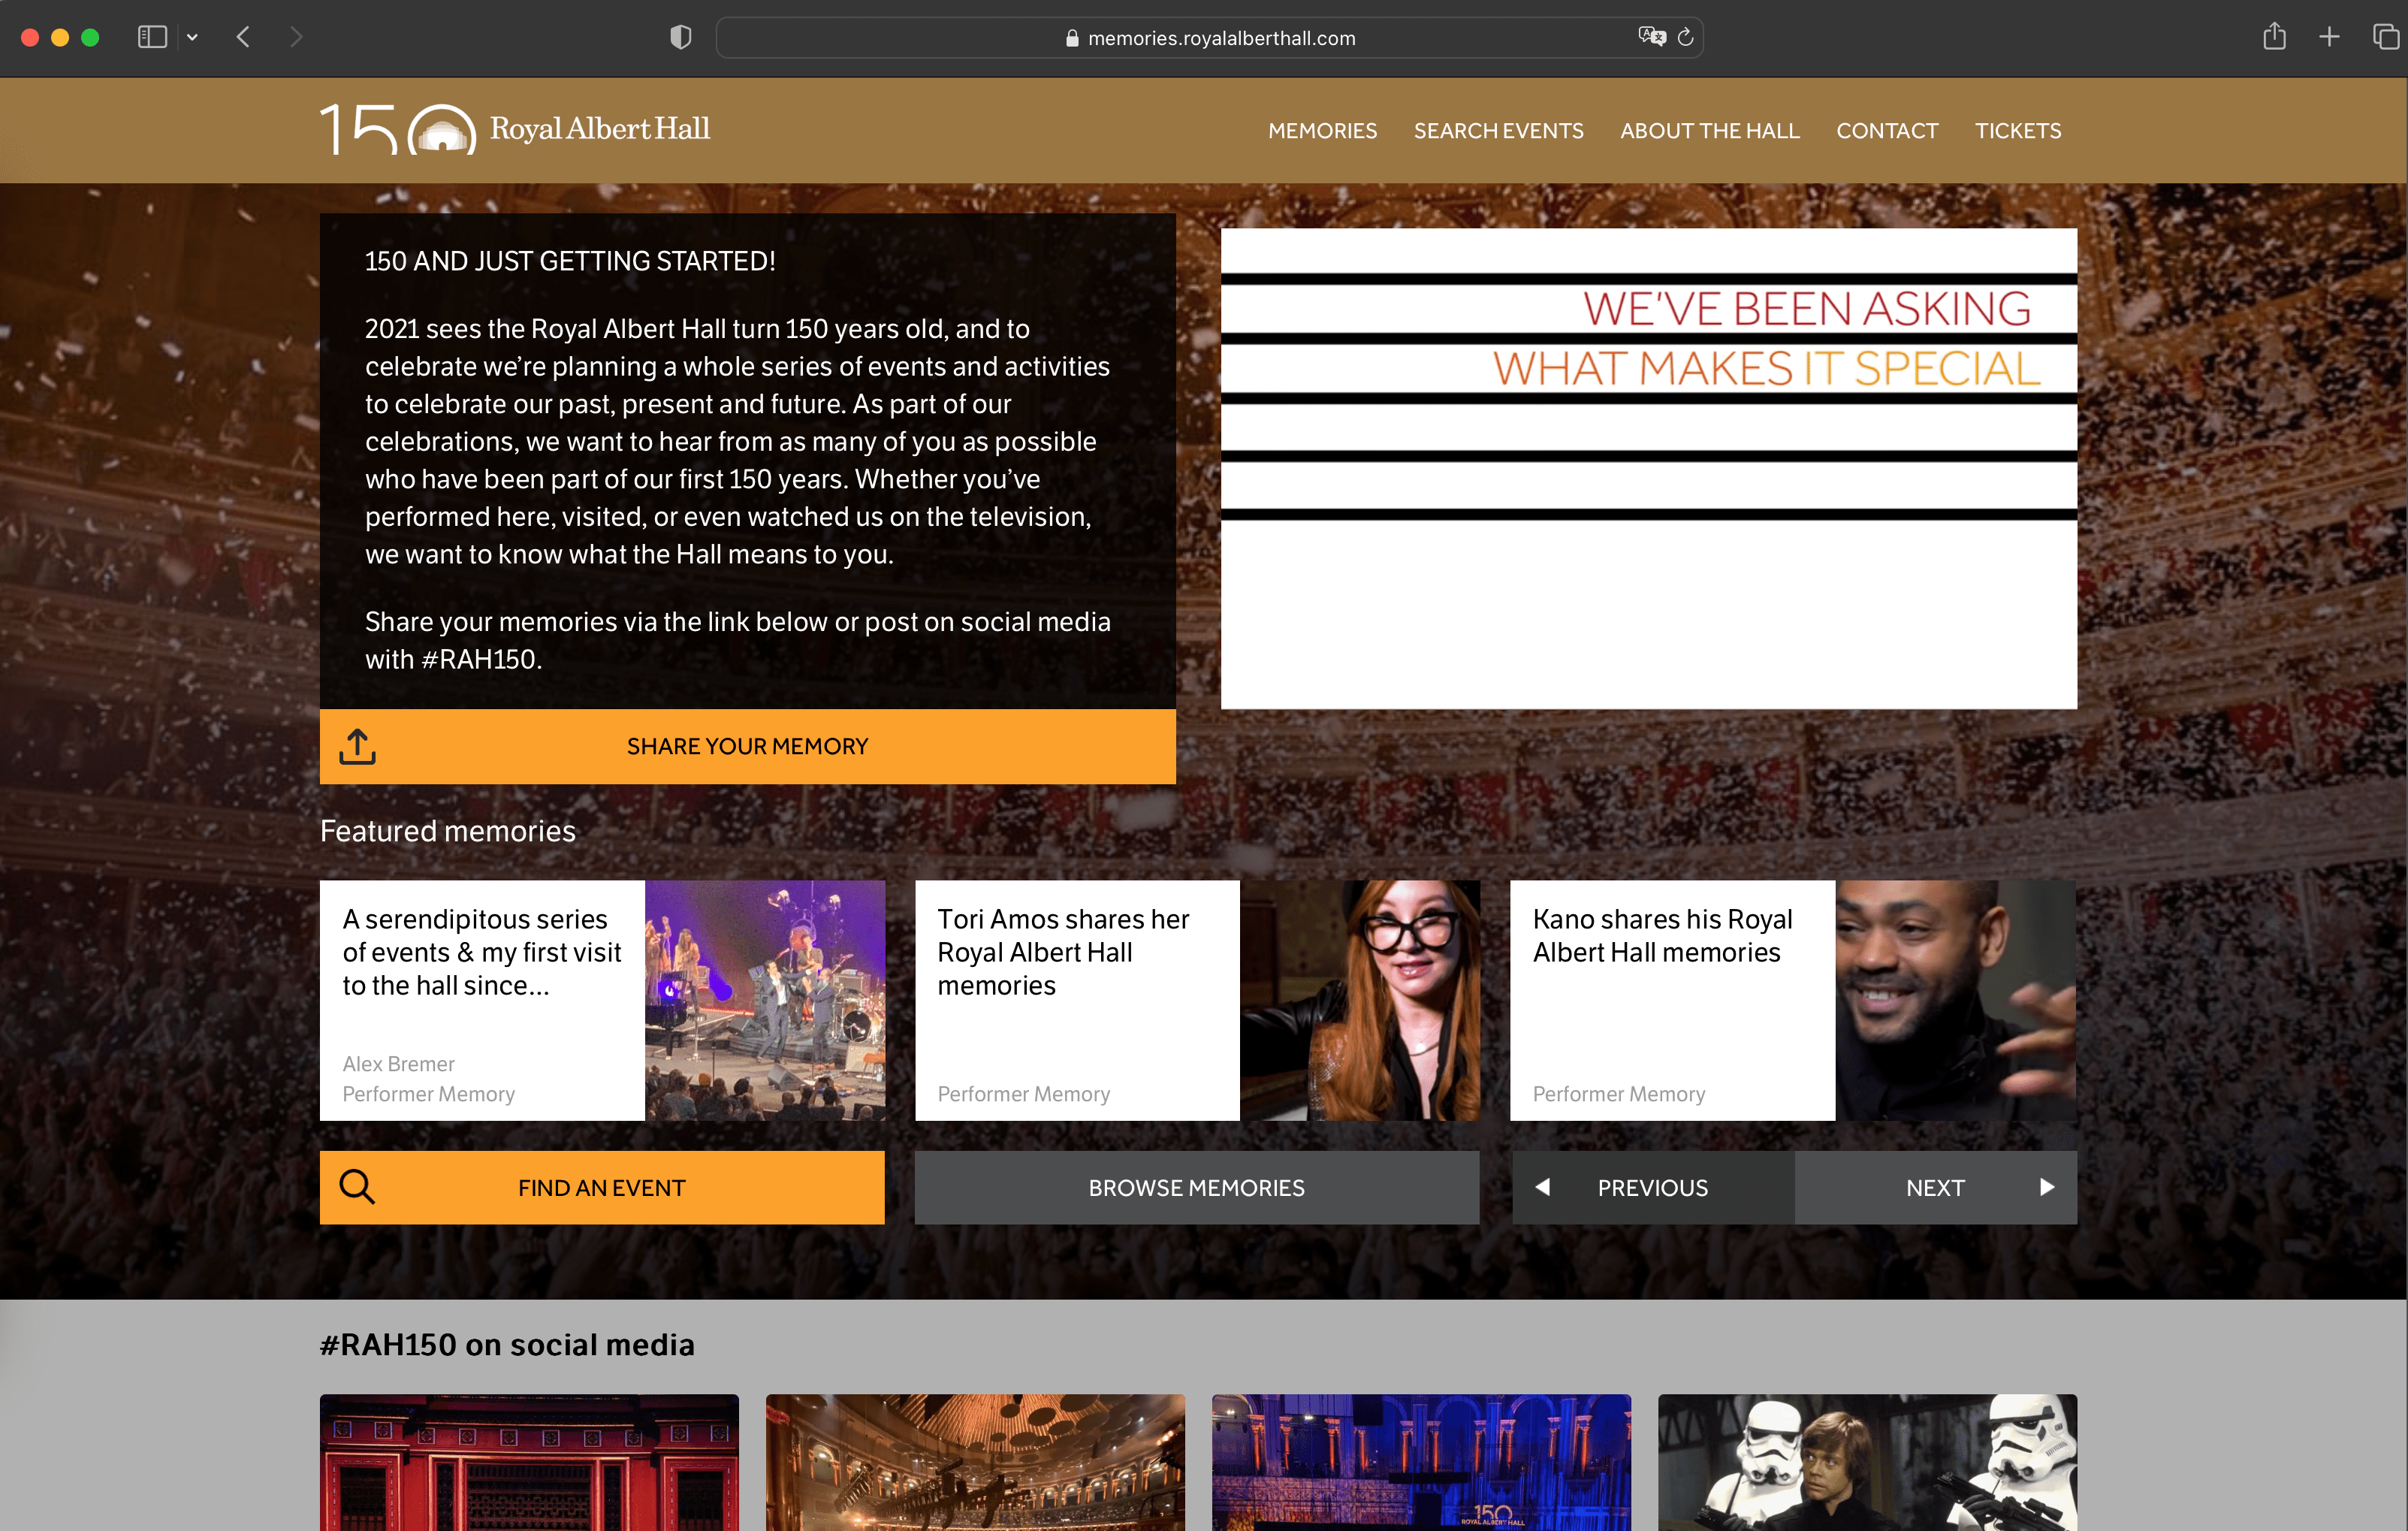 memories.royalalberthall.com
150 Royal Albert Hall
MEMORIES SEARCH EVENTS ABOUT THE HALL CONTACT TICKETS
150 AND JUST GETTING STARTED!
2021 sees the Royal Albert Hall turn 150 years old, and to
celebrate we’re planning a whole series of events and activities
to celebrate our past, present and future. As part of our
celebrations, we want to hear from as many of you as possible
who have been part of our first 150 years. Whether you’ve
performed here, visited, or even watched us on the television,
we want to know what the Hall means to you.
Share your memories via the link below or post on social media
with #RAH150.
SHARE YOUR MEMORY
WE'VE BEEN ASKING
WHAT MAKES IT SPECIAL
Featured memories
A serendipitous series
of events & my first visit
to the hall since...
Alex Bremer
Performer Memory
Tori Amos shares her
Royal Albert Hall
memories
Performer Memory
Kano shares his Royal
Albert Hall memories
Performer Memory
FIND AN EVENT
BROWSE MEMORIES
PREVIOUS
NEXT
#RAH150 on social media
150
ROYAL ALBERT HALL